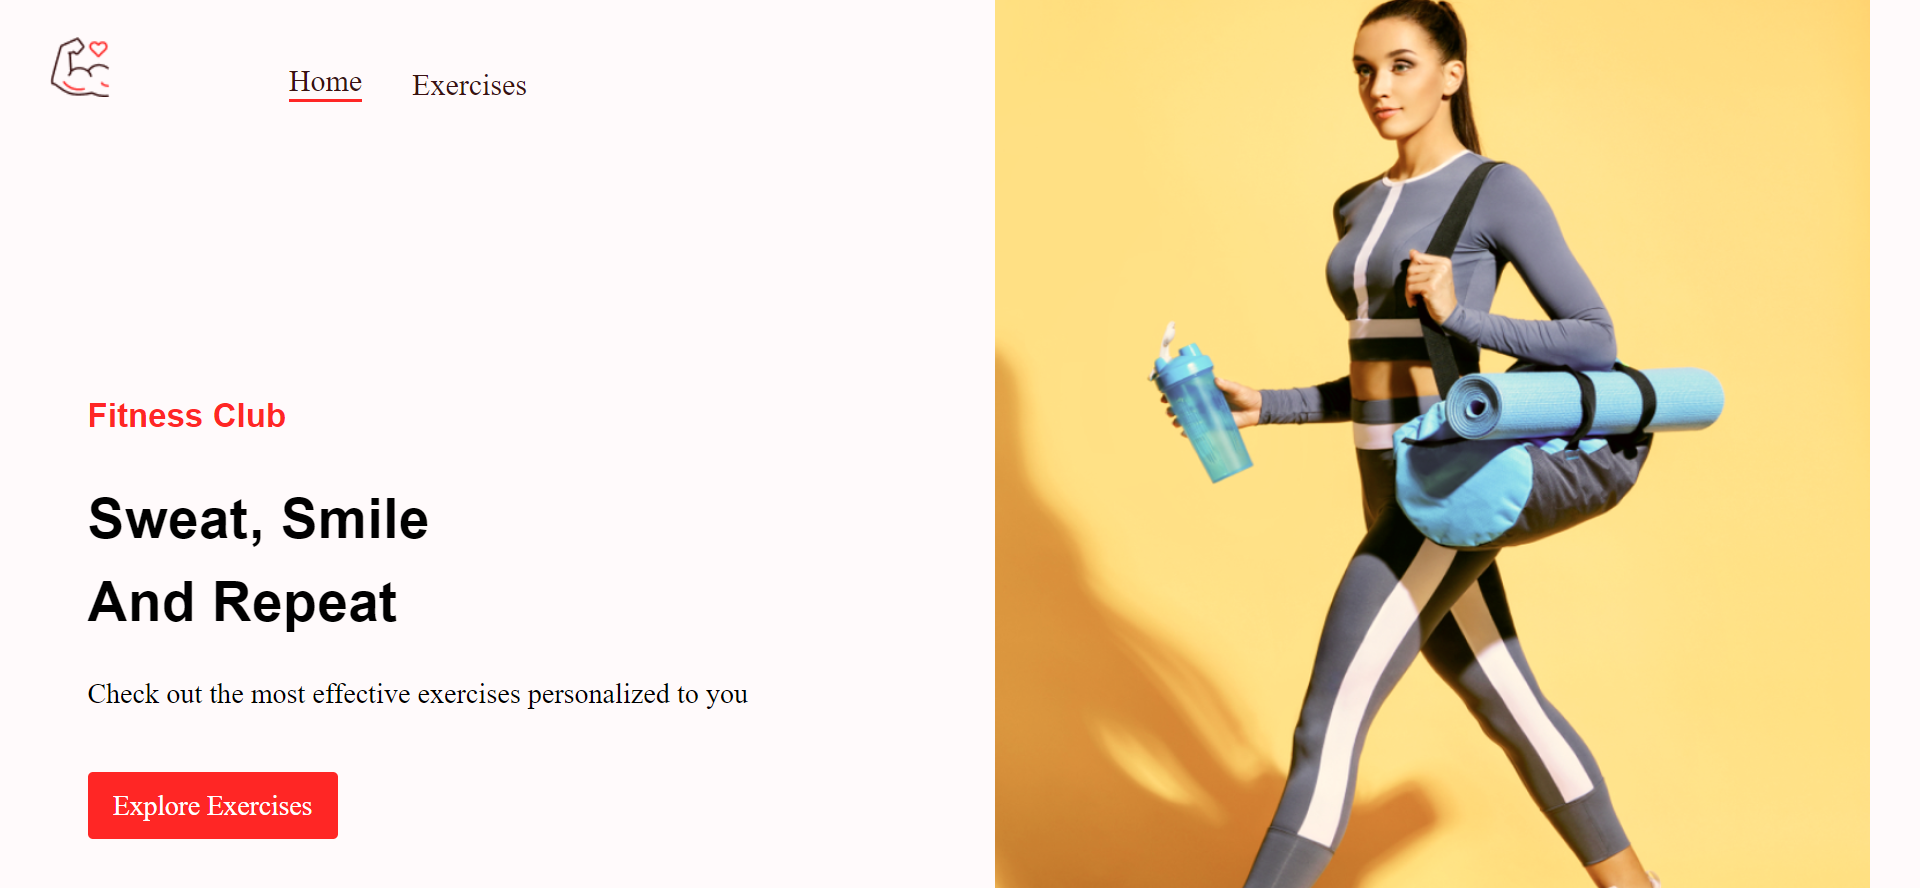 Home
Exercises
Fitness Club
Sweat, Smile
And Repeat
Check out the most effective exercises personalized to you
Explore Exercises